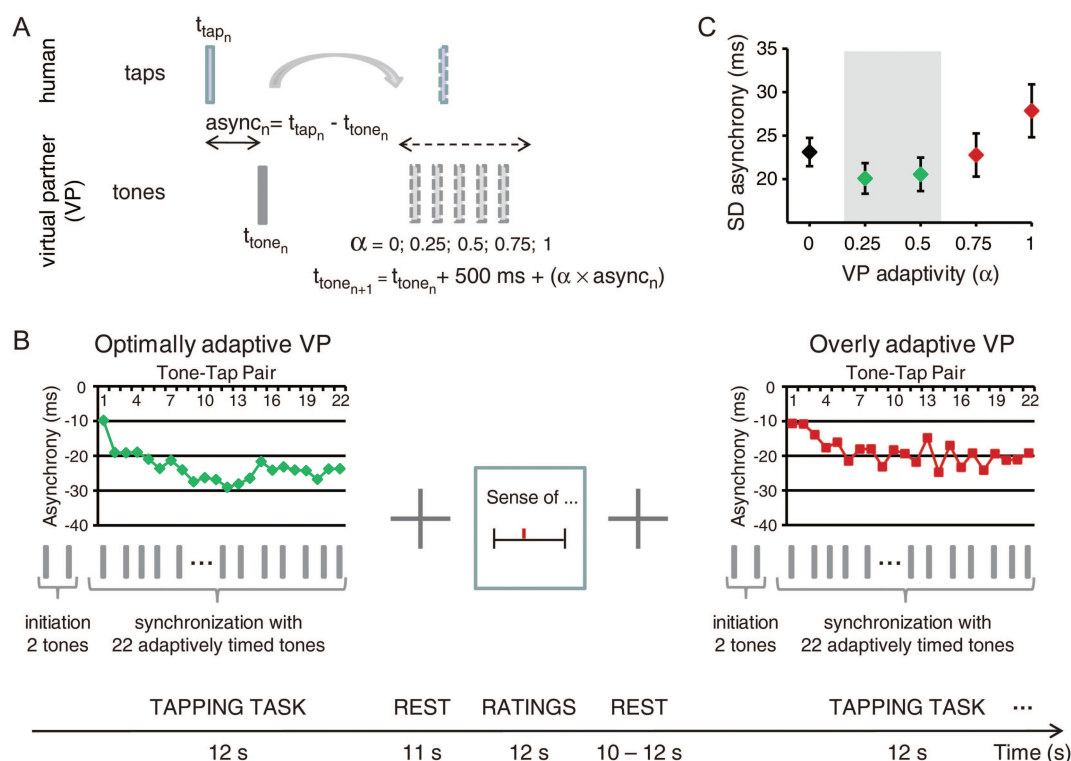 A
human
taps
t_tap_n
async_n = t_tap_n - t_tone_n
virtual partner
(VP)
tones
t_tone_n
α = 0; 0.25; 0.5; 0.75; 1
t_tone_n+1 = t_tone_n + 500 ms + (α × async_n)
C
SD asynchrony (ms)
35
30
25
20
0 0.25 0.5 0.75 1
VP adaptivity (α)
B
Optimally adaptive VP
Tone-Tap Pair
Asynchrony (ms)
0
1 4 7 10 13 16 19 22
-10
-20
-30
-40
...
initiation
2 tones
synchronization with
22 adaptively timed tones
Sense of ...
Overly adaptive VP
Tone-Tap Pair
Asynchrony (ms)
0
1 4 7 10 13 16 19 22
-10
-20
-30
-40
...
initiation
2 tones
synchronization with
22 adaptively timed tones
TAPPING TASK REST RATINGS REST TAPPING TASK ...
12 s 11 s 12 s 10 – 12 s 12 s Time (s)